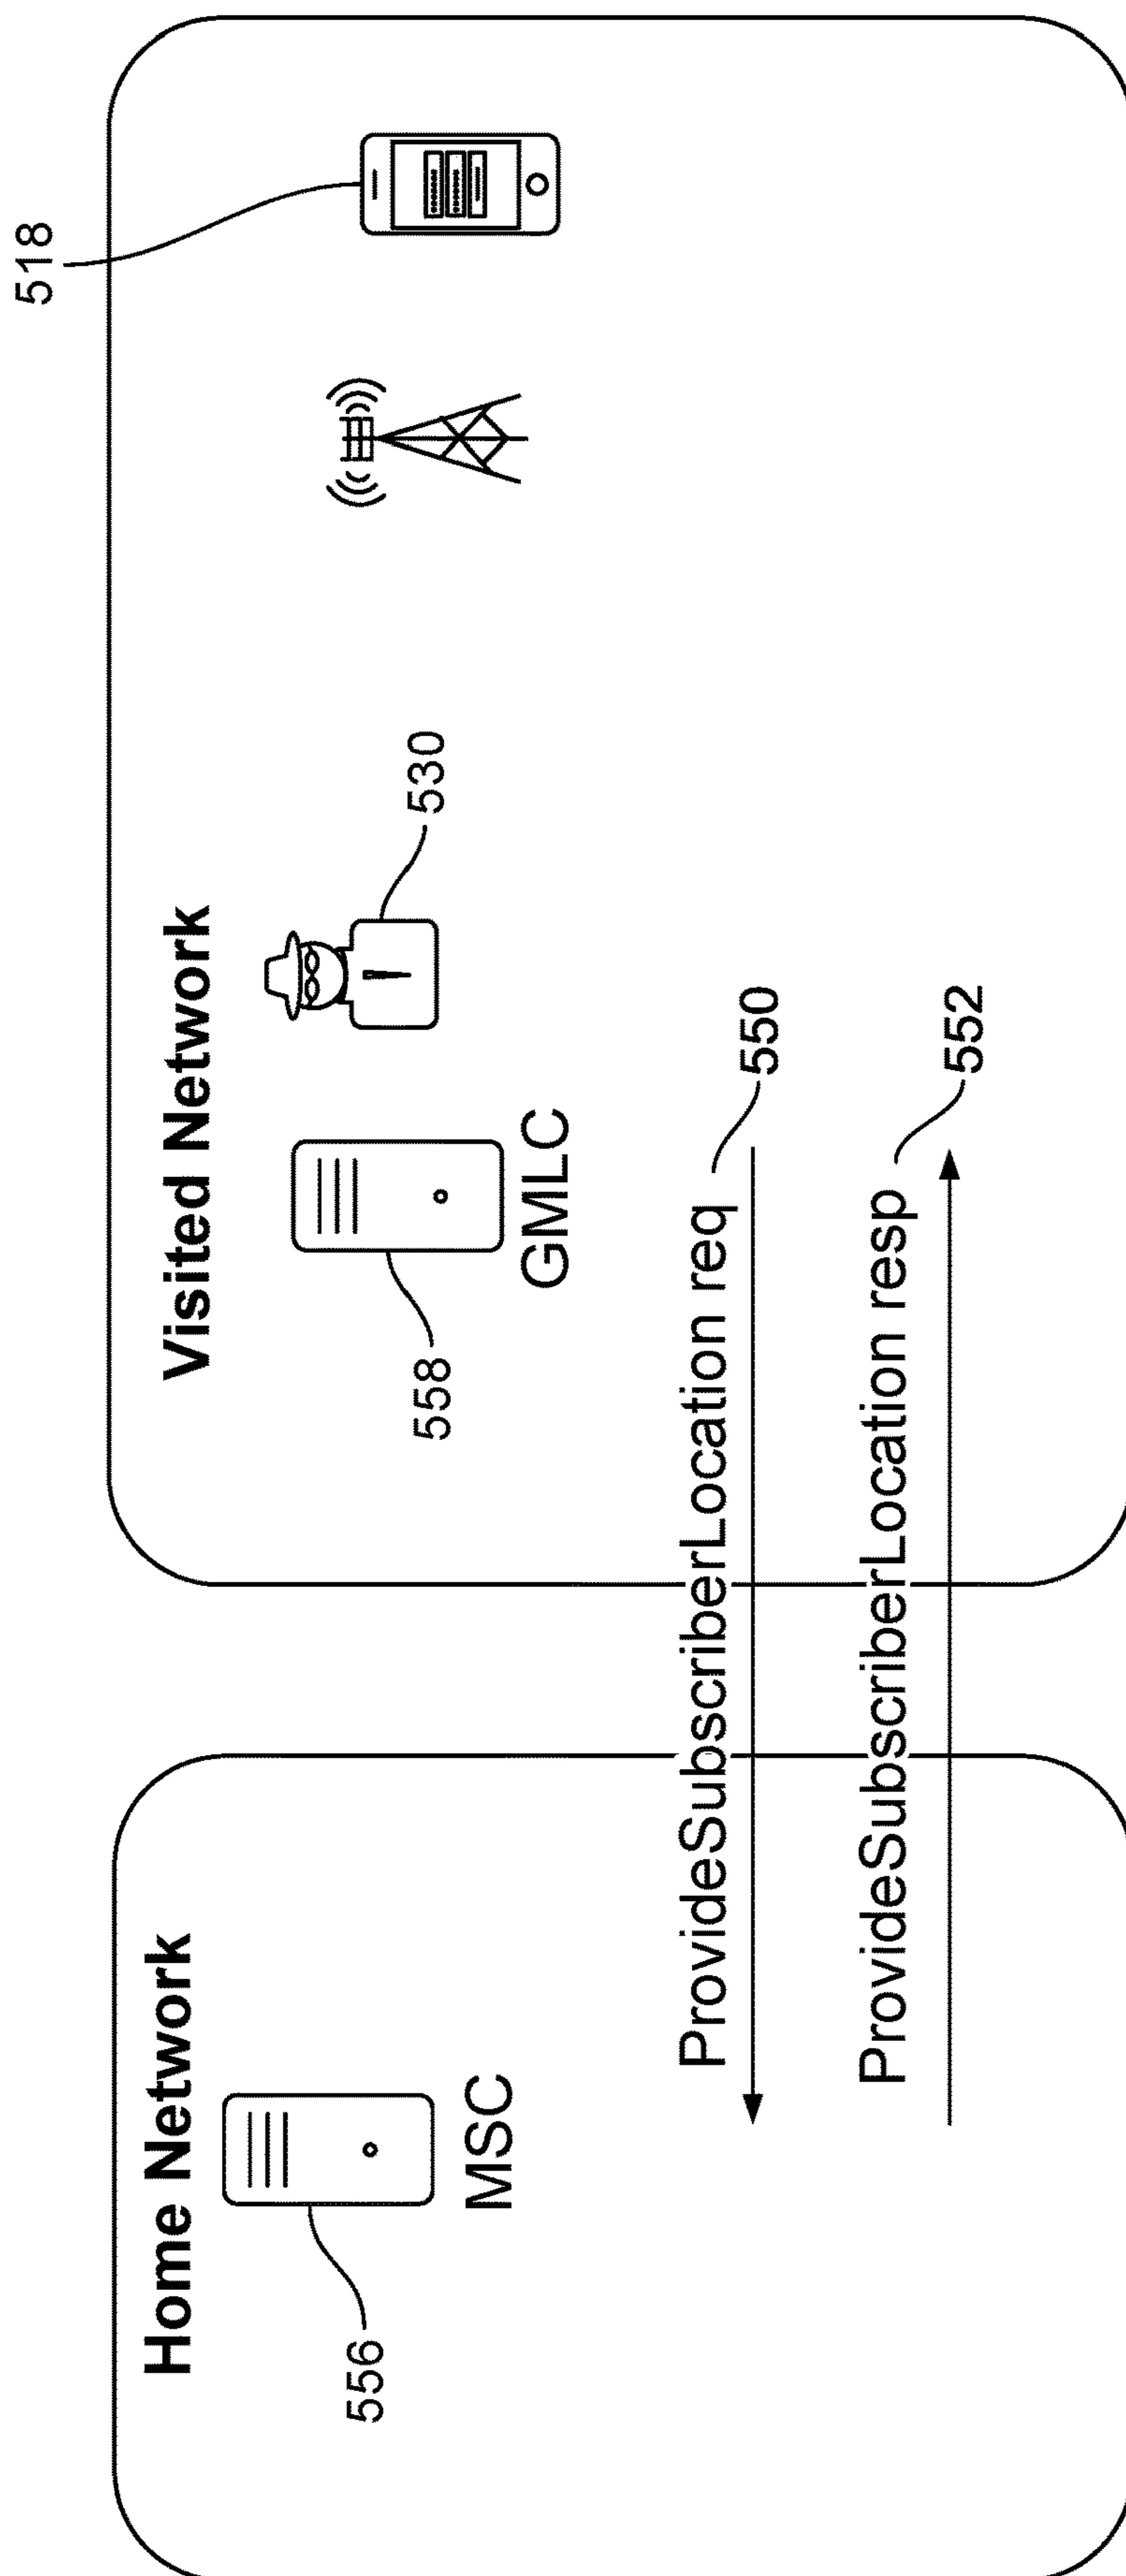 Home Network
Visited Network
518
530
556
MSC
558
GMLC
ProvideSubscriberLocation req
550
ProvideSubscriberLocation resp
552